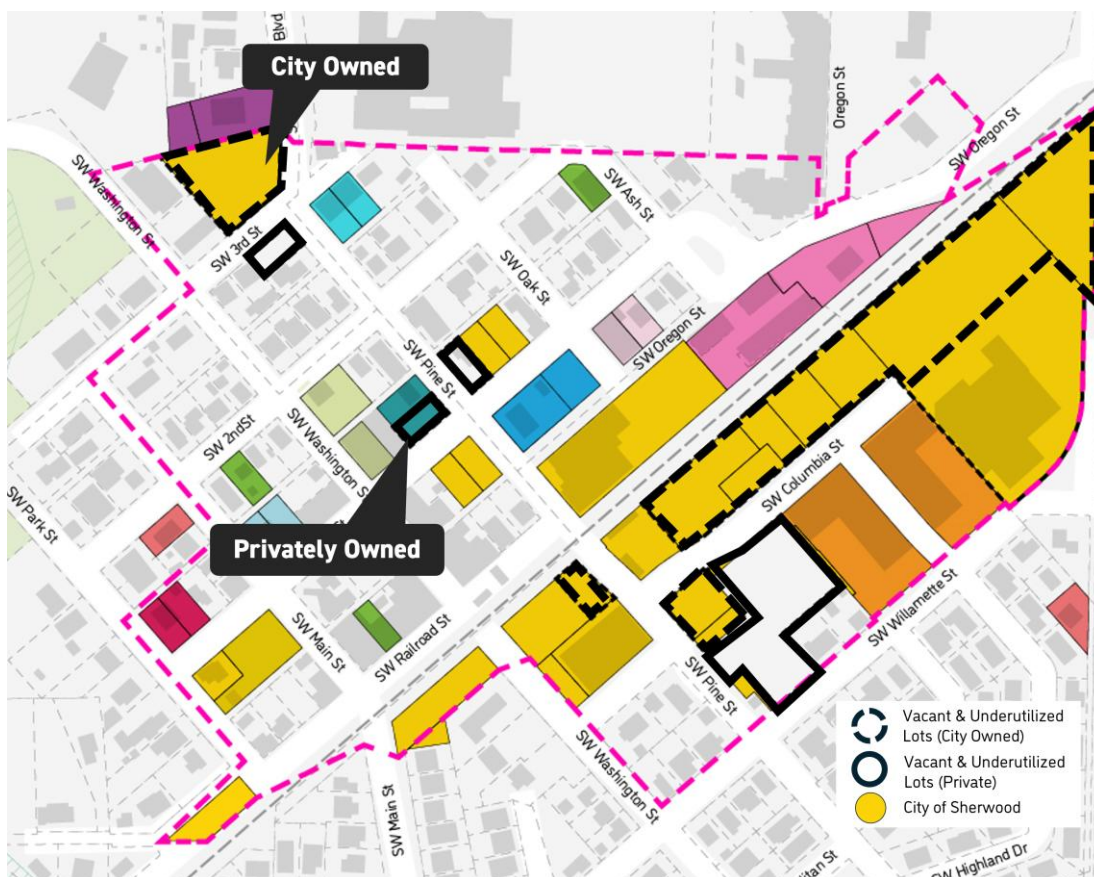 Blvd
City Owned
Oregon St
SW Oregon St
SW Washington St
SW 3rd St
SW Ash St
SW Oak St
SW Pine St
SW Oregon St
SW 2ndSt
SW Washington S
SW Park St
SW Columbia St
Privately Owned
SW Main St
SW Railroad St
SW Willamette St
SW Pine St
SW Washington St
SW Main St
SW Highland Dr
Vacant & Underutilized
Lots (City Owned)
Vacant & Underutilized
Lots (Private)
City of Sherwood